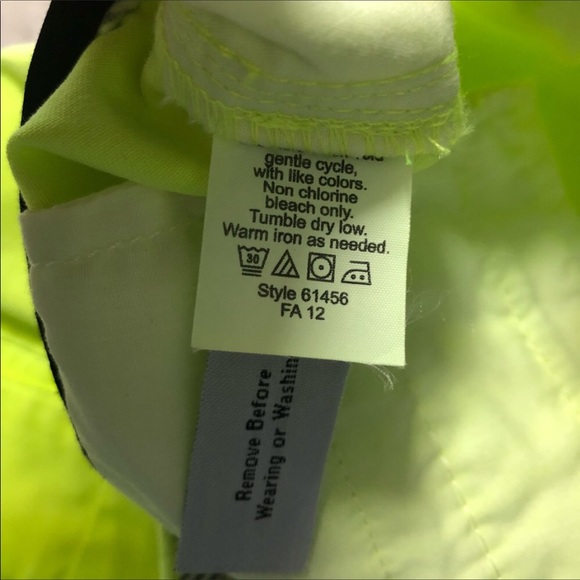 gentle cycle,
with like colors.
Non chlorine
bleach only.
Tumble dry low.
Warm iron as needed.
30
Style 61456
FA 12
Remove Before
Wearing or Washin